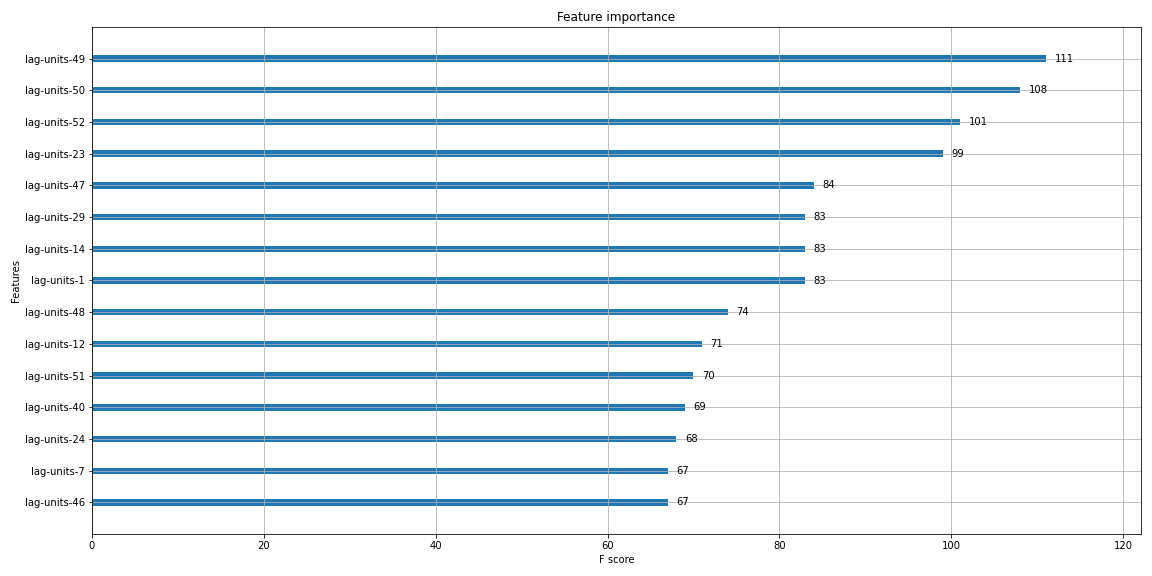 Feature importance
lag-units-49 111
lag-units-50 108
lag-units-52 101
lag-units-23 99
lag-units-47 84
lag-units-29 83
lag-units-14 83
lag-units-1 83
Features
lag-units-48 74
lag-units-12 71
lag-units-51 70
lag-units-40 69
lag-units-24 68
lag-units-7 67
lag-units-46 67
0 20 40 60 80 100 120
F score